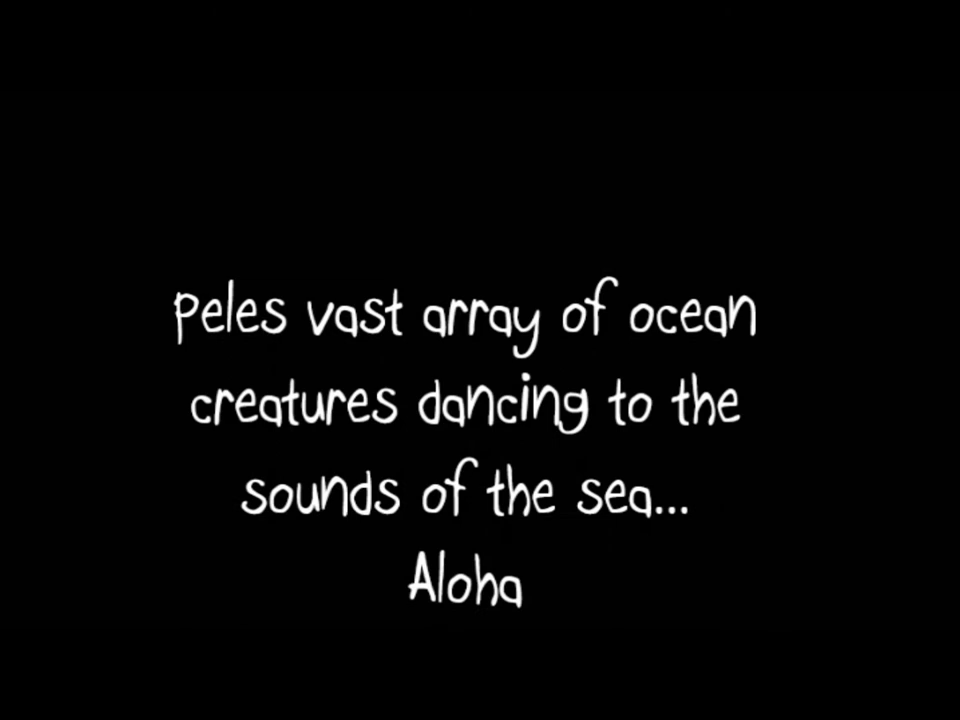 peles vast array of ocean
creatures dancing to the
sounds of the sea...
Aloha